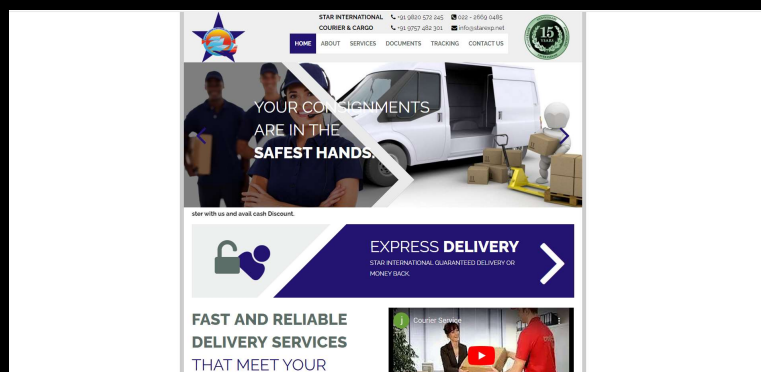 STAR INTERNATIONAL +91 9820 572 245 022 - 2669 0485
COURIER & CARGO +91 9757 482 301 info@starexp.net
15
YEARS
HOME ABOUT SERVICES DOCUMENTS TRACKING CONTACT US
YOUR CONSIGNMENTS
ARE IN THE
SAFEST HANDS.
ster with us and avail cash Discount.
EXPRESS DELIVERY
STAR INTERNATIONAL GUARANTEED DELIVERY OR
MONEY BACK.
FAST AND RELIABLE
DELIVERY SERVICES
THAT MEET YOUR
j Courier Service